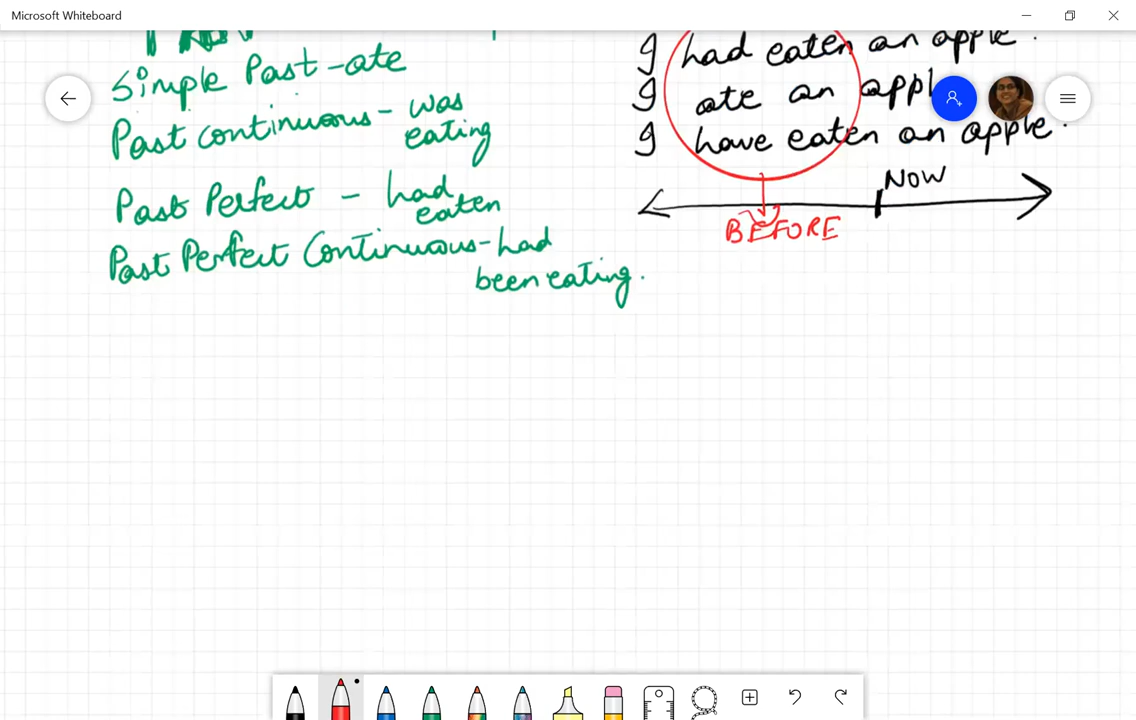 Microsoft Whiteboard
Simple Past - ate
Past continuous - was
eating
Past Perfect - had
eaten
Past Perfect Continuous - had
been eating.
I had eaten an apple.
I ate an appl
I have eaten an apple.
NOW
BEFORE